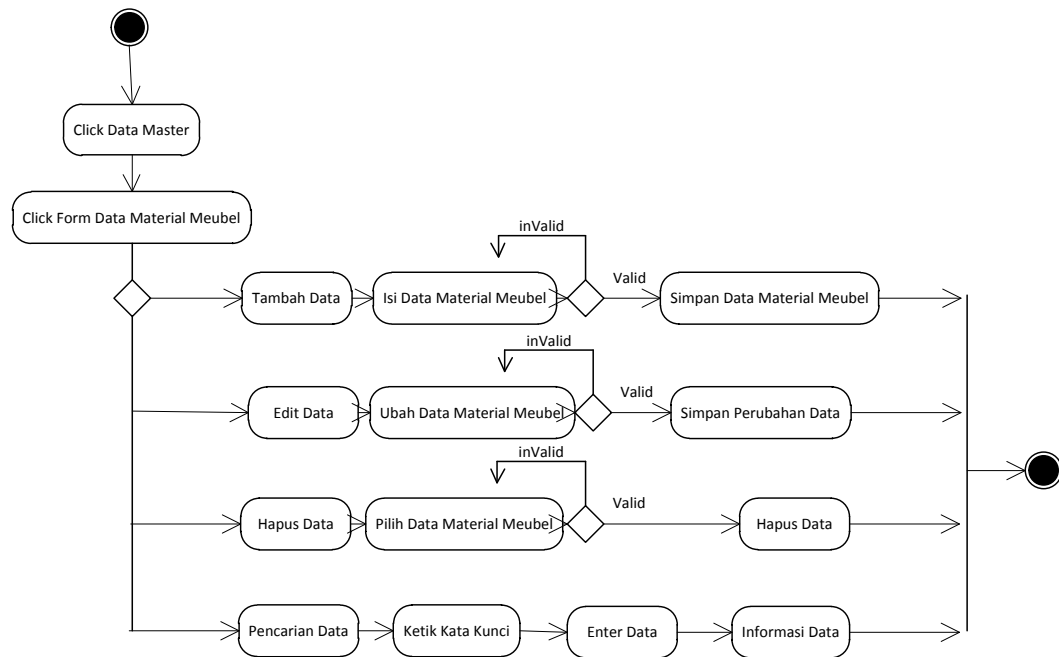 Click Data Master
Click Form Data Material Meubel
inValid
Tambah Data
Isi Data Material Meubel
Valid
Simpan Data Material Meubel
inValid
Edit Data
Ubah Data Material Meubel
Valid
Simpan Perubahan Data
inValid
Hapus Data
Pilih Data Material Meubel
Valid
Hapus Data
Pencarian Data
Ketik Kata Kunci
Enter Data
Informasi Data